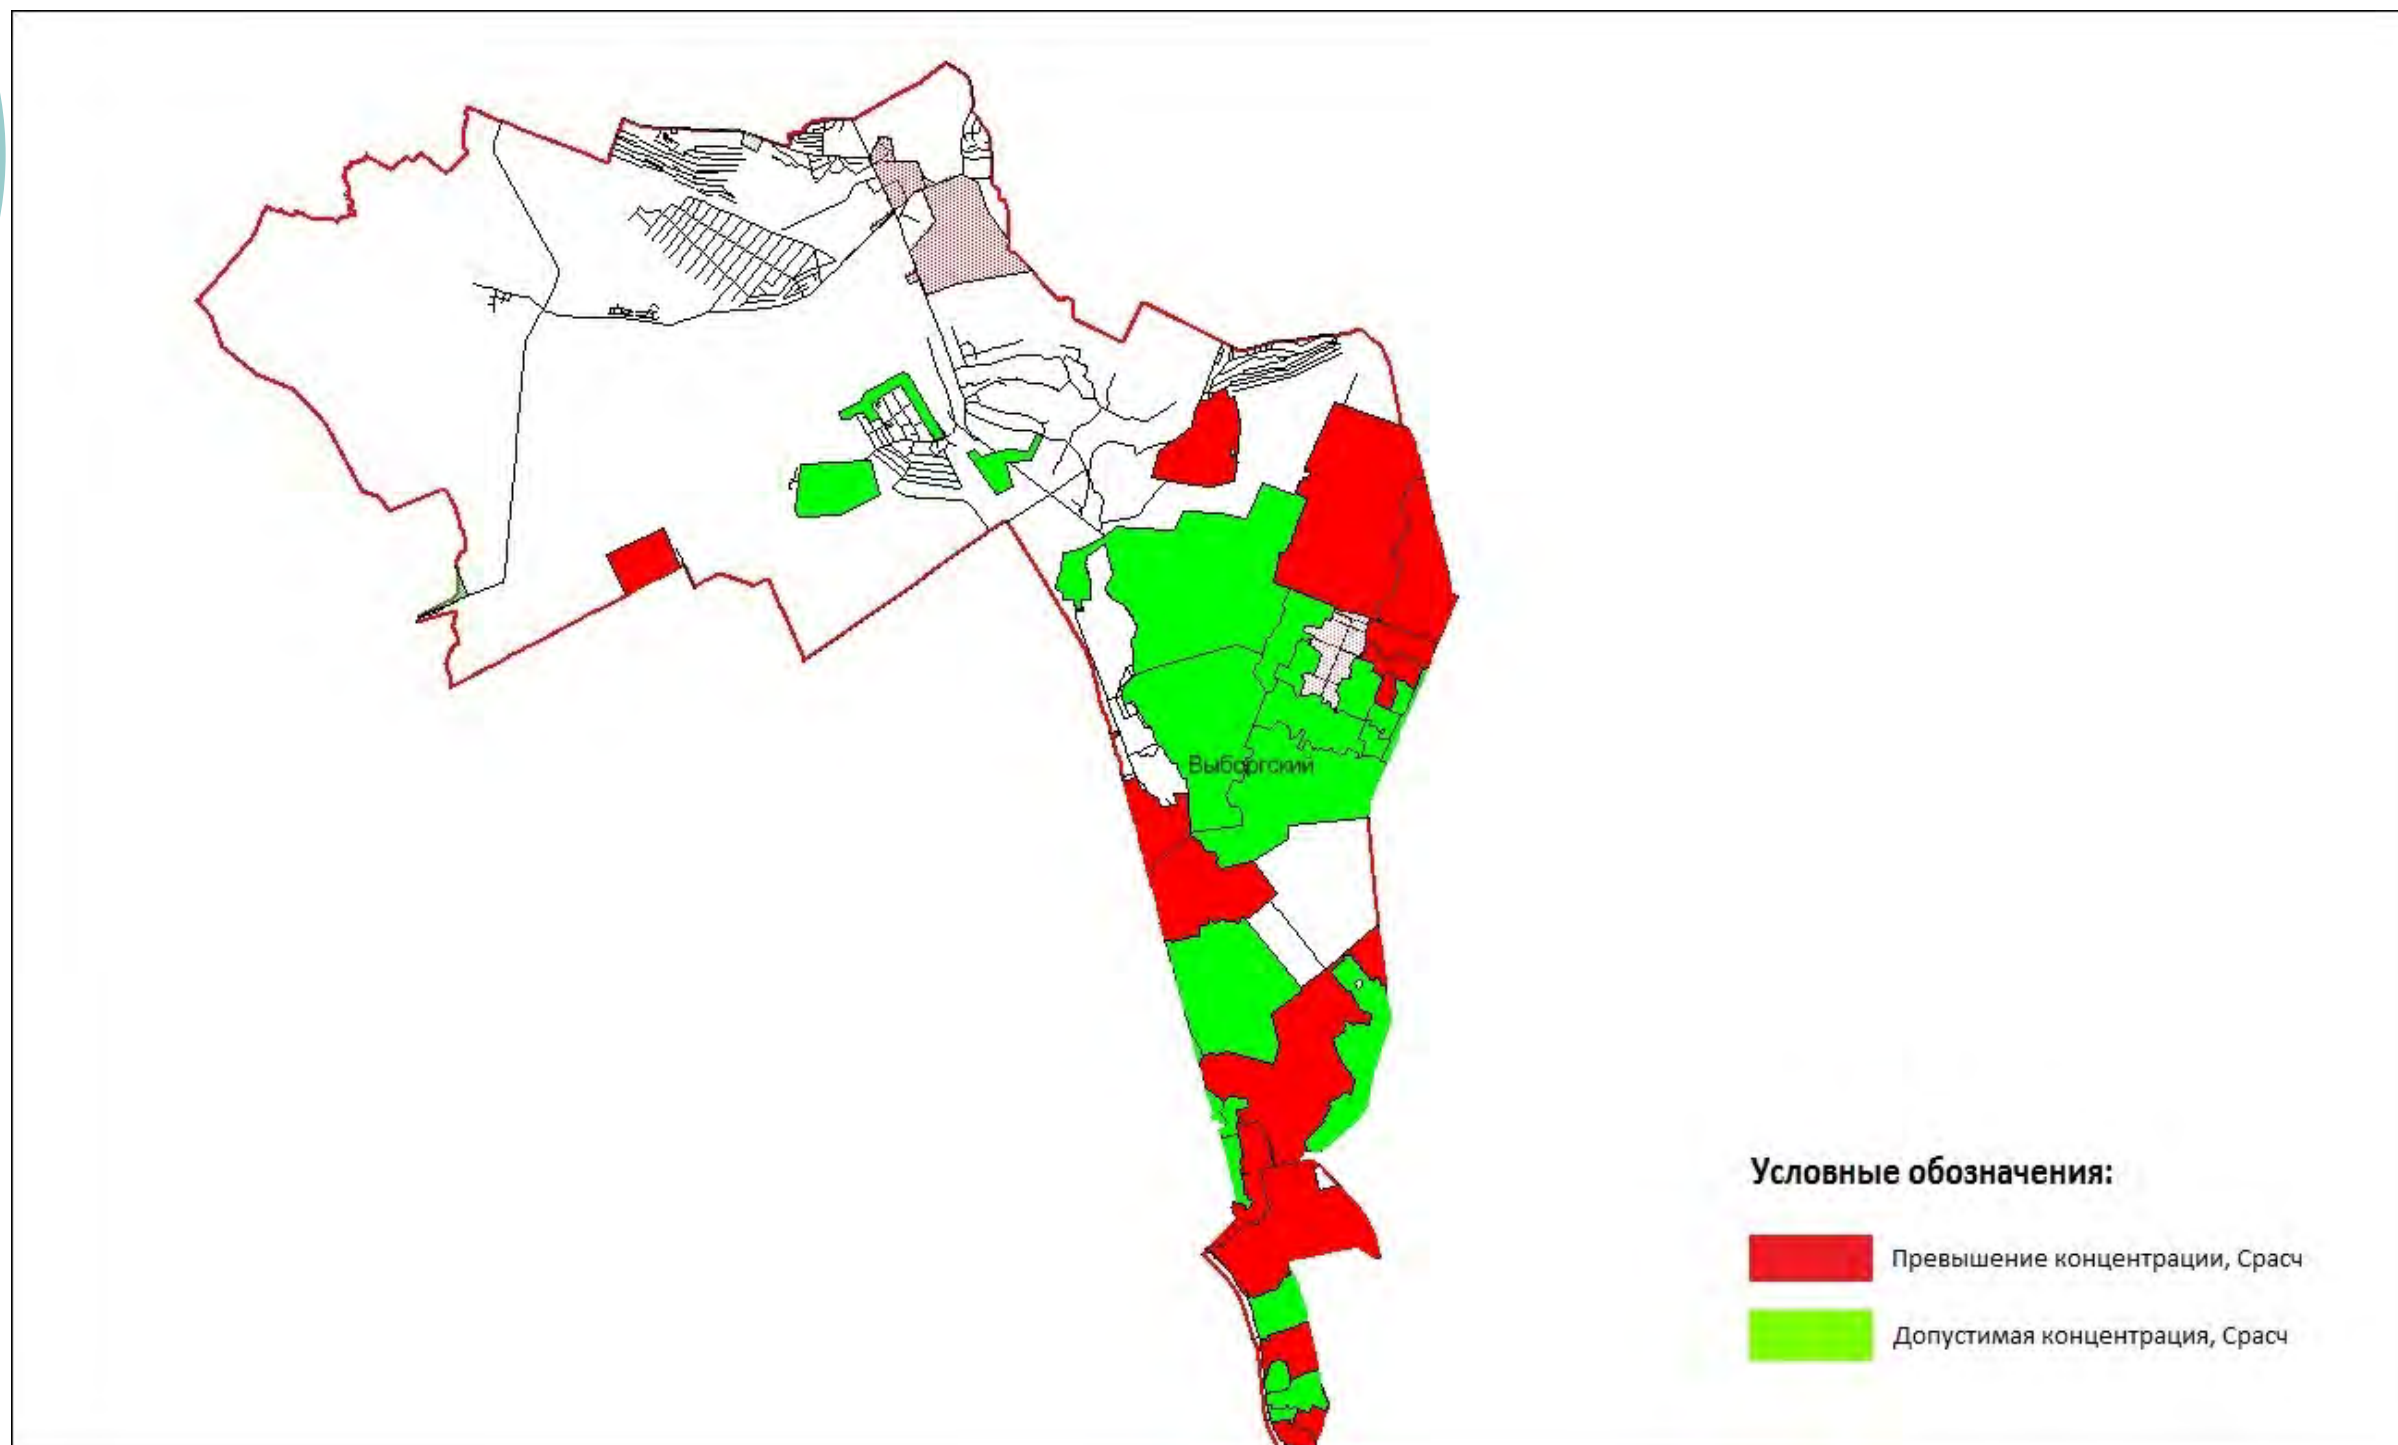 Выборгский
Условные обозначения:
Превышение концентрации, Срасч
Допустимая концентрация, Срасч